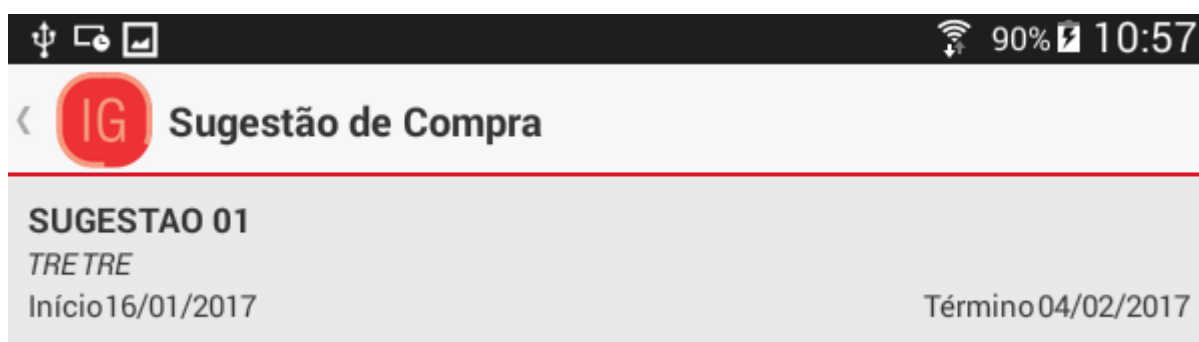 90% 10:57
IG Sugestão de Compra
SUGESTAO 01
TRE TRE
Início16/01/2017 Término04/02/2017